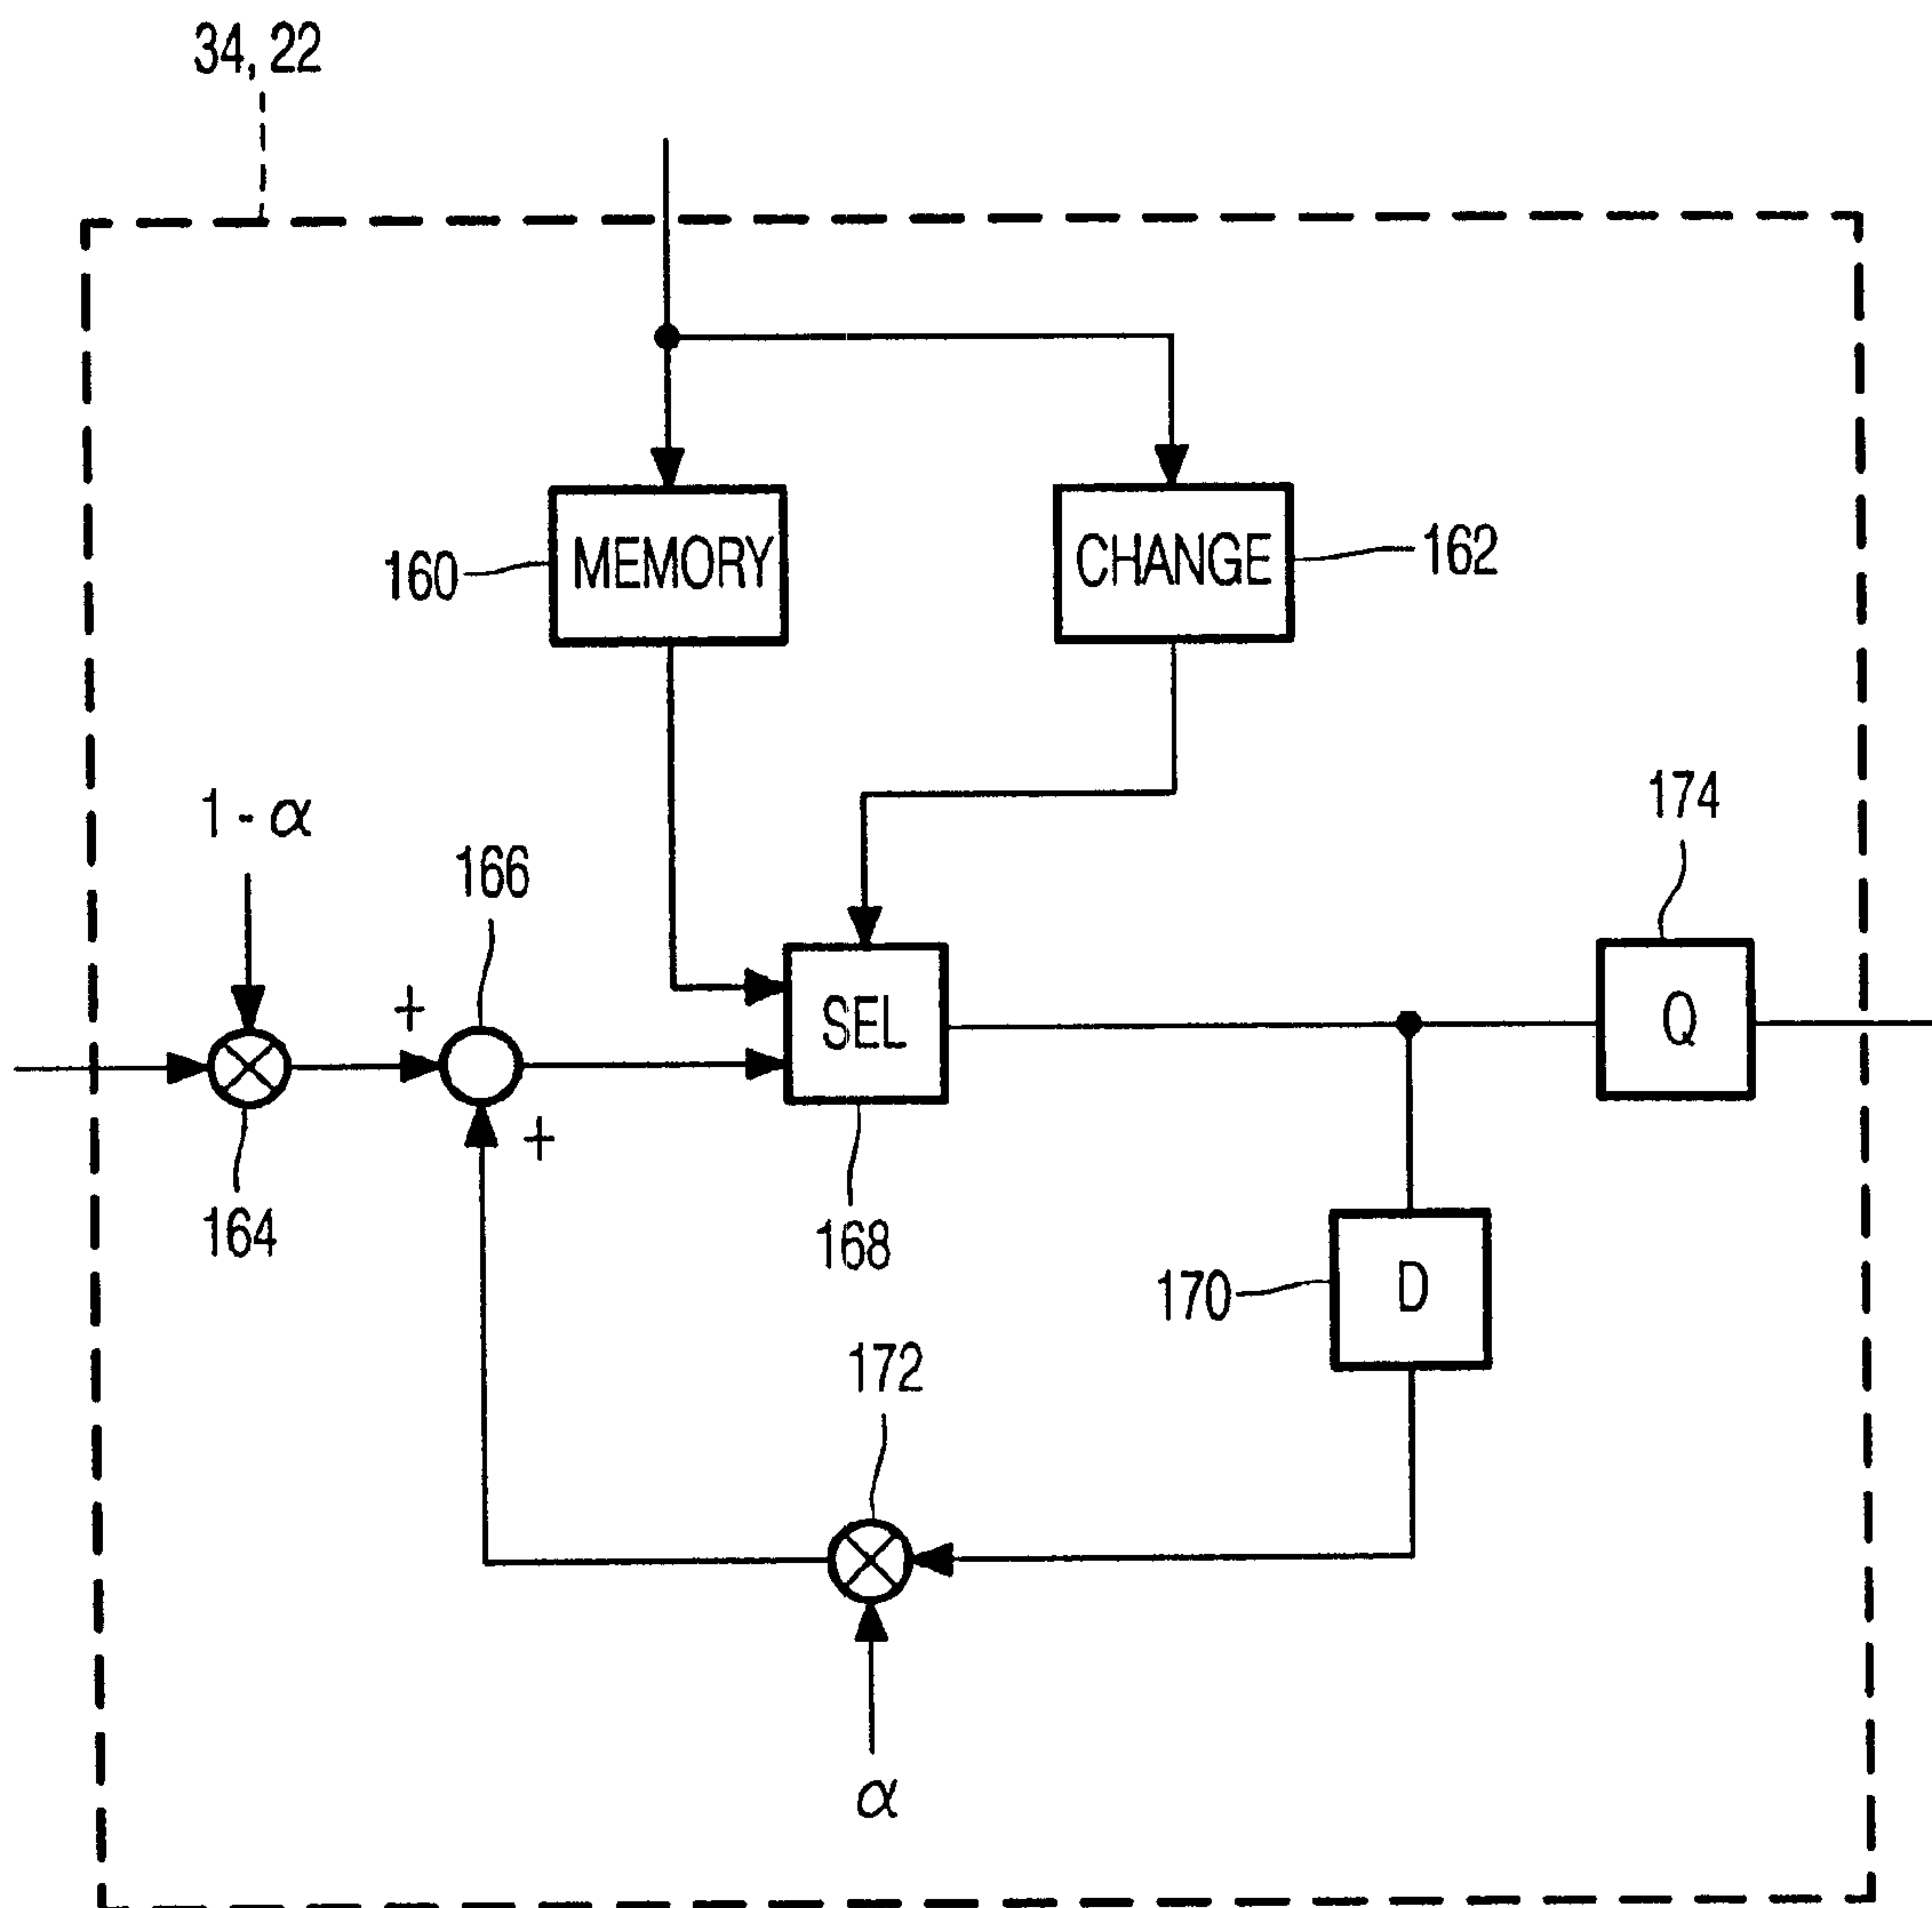 34, 22
MEMORY
160
CHANGE
162
174
1 - α
166
+
SEL
Q
+
164
168
170
D
172
α